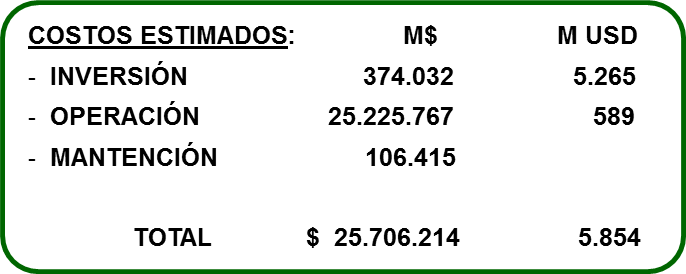 COSTOS ESTIMADOS: M$ M USD
- INVERSIÓN 374.032 5.265
- OPERACIÓN 25.225.767 589
- MANTENCIÓN 106.415
TOTAL $ 25.706.214 5.854